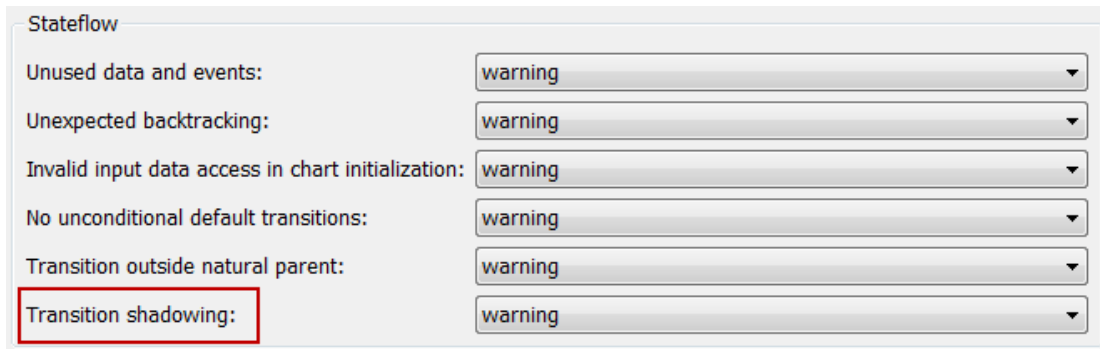 Stateflow
Unused data and events: warning
Unexpected backtracking: warning
Invalid input data access in chart initialization: warning
No unconditional default transitions: warning
Transition outside natural parent: warning
Transition shadowing: warning